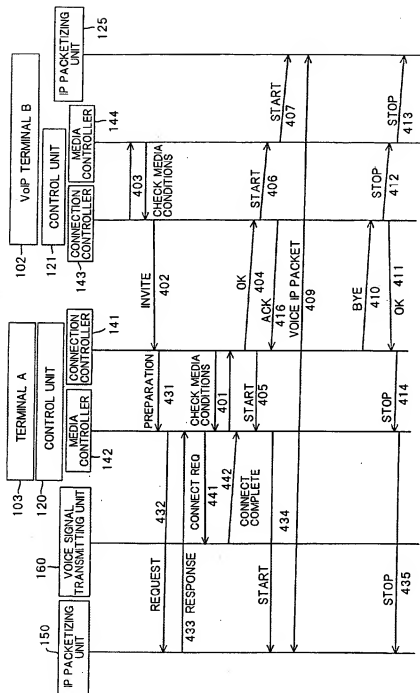 103
TERMINAL A
120
CONTROL UNIT
102
VoIP TERMINAL B
121
CONTROL UNIT
150
IP PACKETIZING
UNIT
160
VOICE SIGNAL
TRANSMITTING UNIT
142
MEDIA
CONTROLLER
CONNECTION
CONTROLLER
141
143
CONNECTION
CONTROLLER
MEDIA
CONTROLLER
144
IP PACKETIZING
UNIT
125
403
CHECK MEDIA
CONDITIONS
INVITE
402
PREPARATION
431
REQUEST
432
433 RESPONSE
CHECK MEDIA
CONDITIONS
401
CONNECT REQ
441
442
CONNECT
COMPLETE
OK
404
START
406
START
407
START
405
ACK
416
START
434
VOICE IP PACKET
409
BYE
410
STOP
412
STOP
413
411
OK
STOP
414
STOP
435